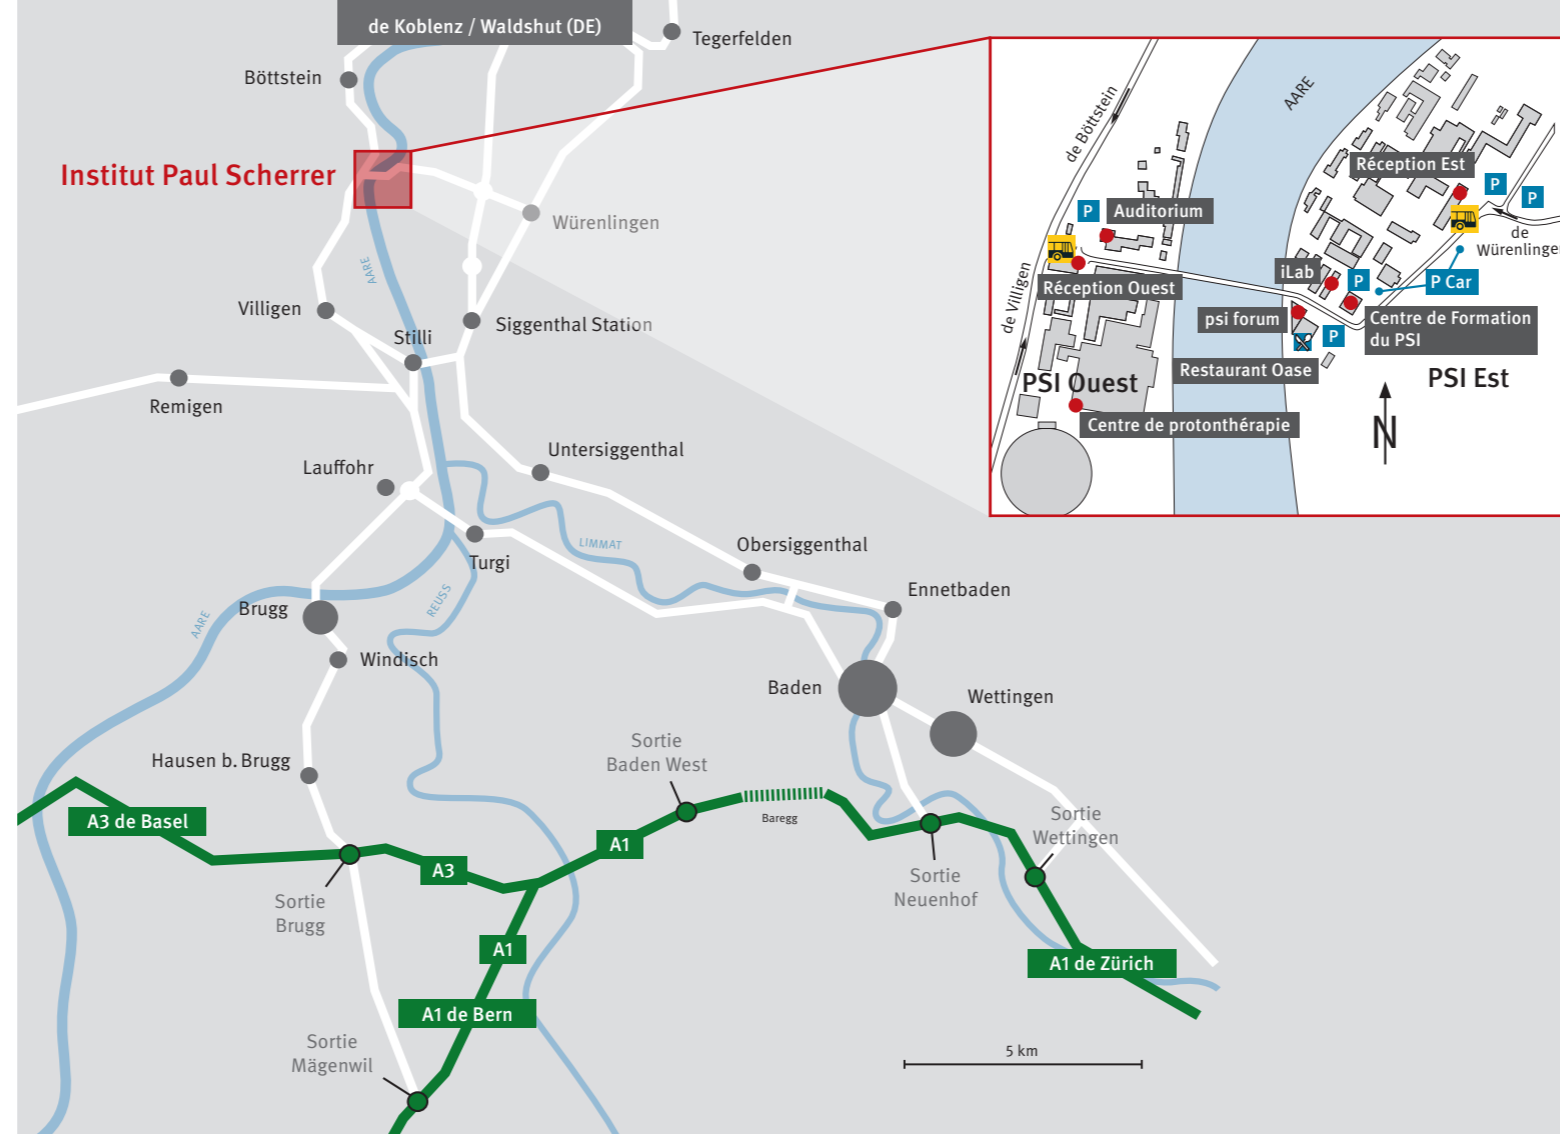 de Koblenz / Waldshut (DE)
Tegerfelden
Böttstein
Institut Paul Scherrer
Würenlingen
AARE
Villigen
Siggenthal Station
Stilli
Remigen
Untersiggenthal
Lauffohr
Turgi
LIMMAT
Obersiggenthal
Ennetbaden
REUSS
AARE
Brugg
Windisch
Baden
Wettingen
Hausen b. Brugg
Sortie
Baden West
A3 de Basel
A3
A1
Baregg
Sortie
Wettingen
Sortie
Brugg
Sortie
Neuenhof
A1
A1 de Zürich
A1 de Bern
Sortie
Mägenwil
5 km
de Böttstein
AARE
Réception Est
P
P
P
Auditorium
de
Würenlingen
iLab
P
P Car
Réception Ouest
de Villigen
psi forum
P
Centre de Formation
du PSI
Restaurant Oase
PSI Ouest
PSI Est
Centre de protonthérapie
N